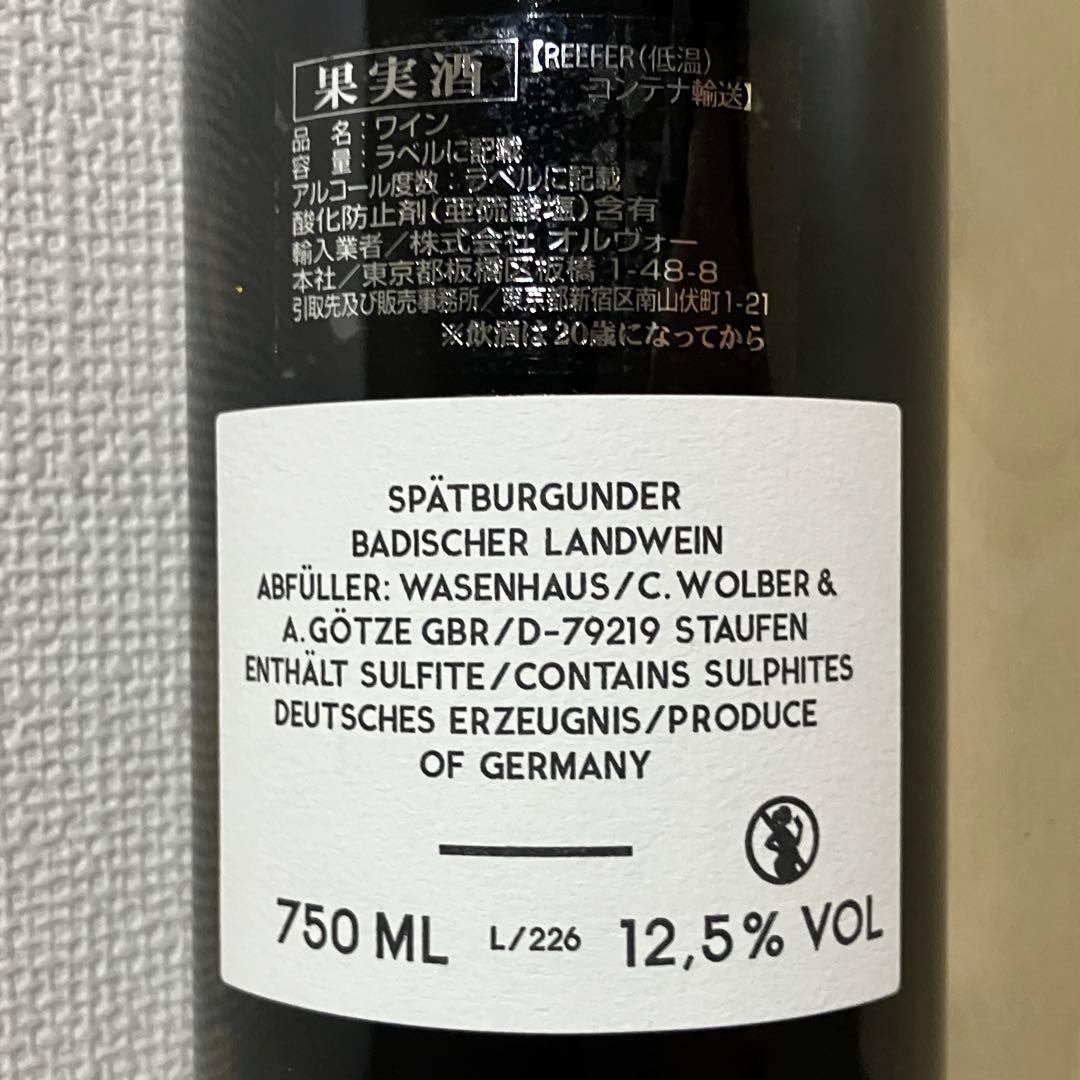 果実酒 【REEFER(低温)
コンテナ輸送】
品 名:ワイン
容 量:ラベルに記載
アルコール度数:ラベルに記載
酸化防止剤(亜硫酸塩)含有
輸入業者/株式会社 オルヴォー
本社/東京都板橋区板橋 1-48-8
引取先及び販売事務所/東京都新宿区南山伏町1-21
※飲酒は20歳になってから
SPÄTBURGUNDER
BADISCHER LANDWEIN
ABFÜLLER: WASENHAUS/C. WOLBER &
A.GÖTZE GBR/D-79219 STAUFEN
ENTHÄLT SULFITE/CONTAINS SULPHITES
DEUTSCHES ERZEUGNIS/PRODUCE
OF GERMANY
750 ML L/226 12,5% VOL